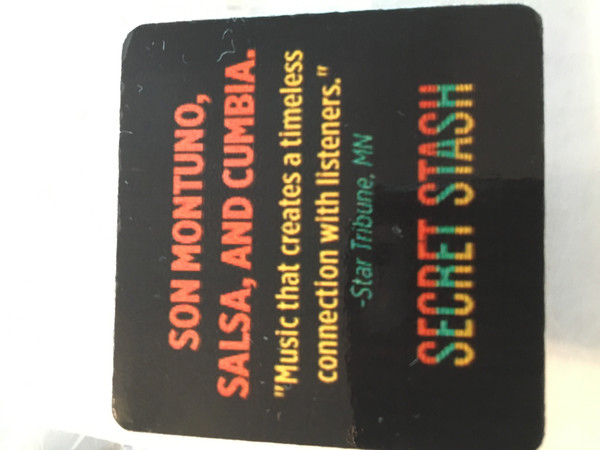 SON MONTUNO,
SALSA, AND CUMBIA.
"Music that creates a timeless
connection with listeners."
-Star Tribune, MN
SECRET STASH